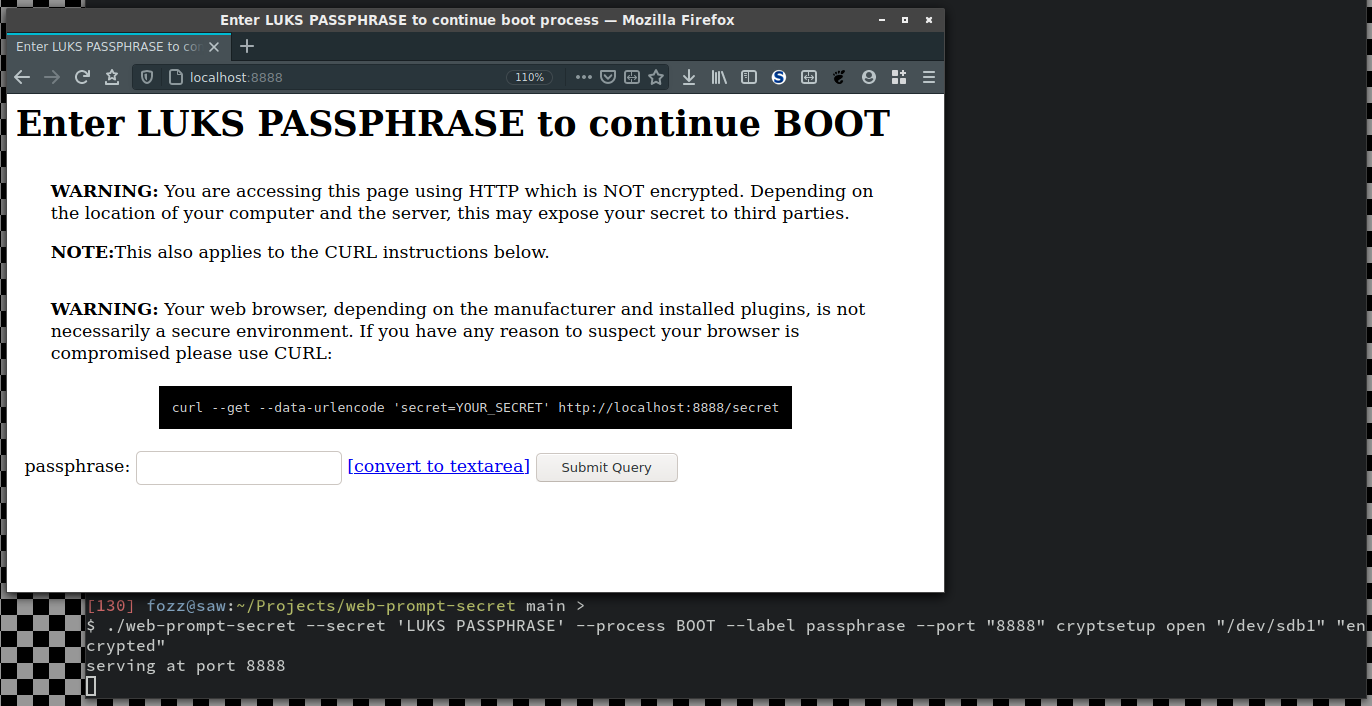 Enter LUKS PASSPHRASE to continue boot process — Mozilla Firefox
Enter LUKS PASSPHRASE to con
localhost:8888
110%
Enter LUKS PASSPHRASE to continue BOOT
WARNING: You are accessing this page using HTTP which is NOT encrypted. Depending on
the location of your computer and the server, this may expose your secret to third parties.
NOTE:This also applies to the CURL instructions below.
WARNING: Your web browser, depending on the manufacturer and installed plugins, is not
necessarily a secure environment. If you have any reason to suspect your browser is
compromised please use CURL:
curl --get --data-urlencode 'secret=YOUR_SECRET' http://localhost:8888/secret
passphrase: [convert to textarea] Submit Query
[130] fozz@saw:~/Projects/web-prompt-secret main >
$ ./web-prompt-secret --secret 'LUKS PASSPHRASE' --process BOOT --label passphrase --port "8888" cryptsetup open "/dev/sdb1" "en
crypted"
serving at port 8888